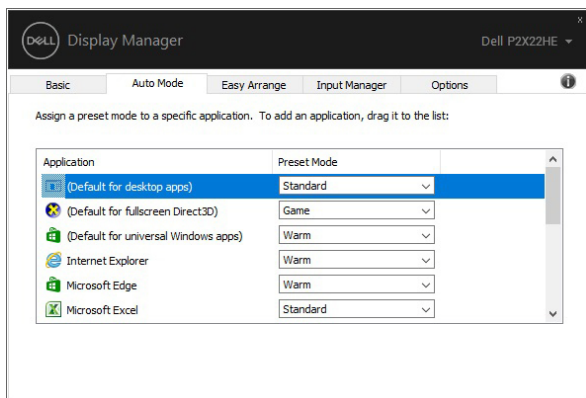 x
DELL Display Manager Dell P2X22HE
Basic Auto Mode Easy Arrange Input Manager Options i
Assign a preset mode to a specific application. To add an application, drag it to the list:
Application Preset Mode
(Default for desktop apps) Standard
(Default for fullscreen Direct3D) Game
(Default for universal Windows apps) Warm
Internet Explorer Warm
Microsoft Edge Warm
Microsoft Excel Standard